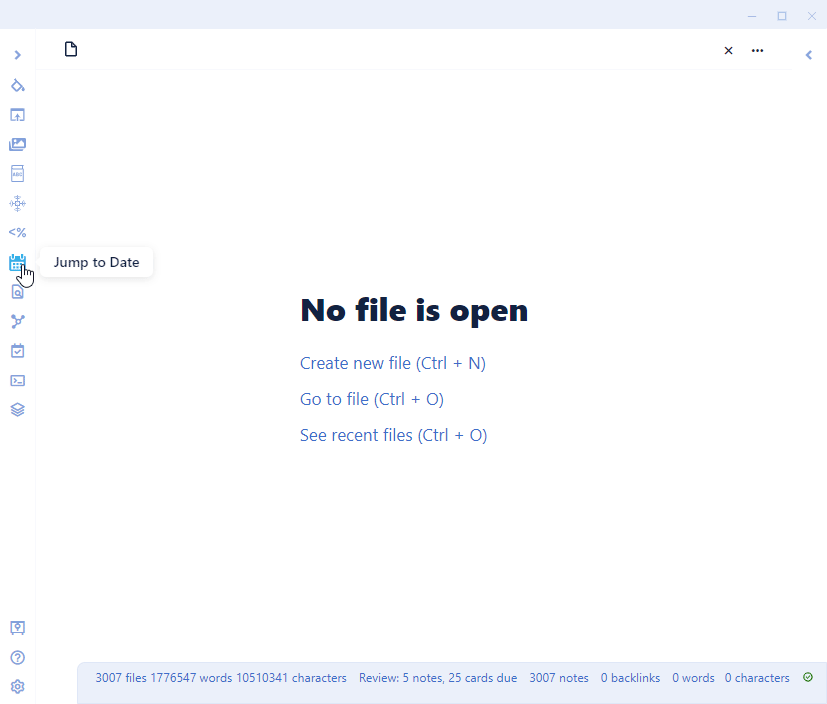 ABC
<%
Jump to Date
No file is open
Create new file (Ctrl + N)
Go to file (Ctrl + O)
See recent files (Ctrl + O)
3007 files 1776547 words 10510341 characters Review: 5 notes, 25 cards due 3007 notes 0 backlinks 0 words 0 characters